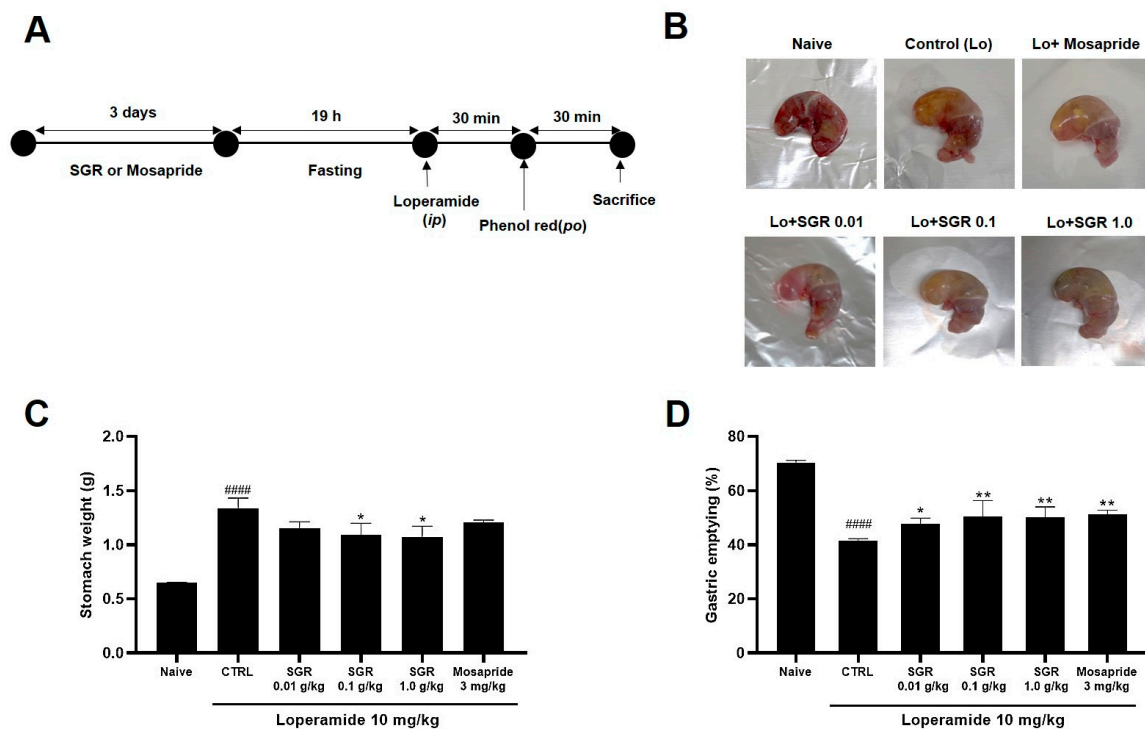 A
3 days
19 h
30 min
30 min
SGR or Mosapride
Fasting
Loperamide
(ip)
Phenol red(po)
Sacrifice
B
Naive
Control (Lo)
Lo+ Mosapride
Lo+SGR 0.01
Lo+SGR 0.1
Lo+SGR 1.0
C
Stomach weight (g)
2.0
1.5
1.0
0.5
0.0
####
*
*
Naive
CTRL
SGR
0.01 g/kg
SGR
0.1 g/kg
SGR
1.0 g/kg
Mosapride
3 mg/kg
Loperamide 10 mg/kg
D
Gastric emptying (%)
80
60
40
20
0
####
*
**
**
**
Naive
CTRL
SGR
0.01 g/kg
SGR
0.1 g/kg
SGR
1.0 g/kg
Mosapride
3 mg/kg
Loperamide 10 mg/kg